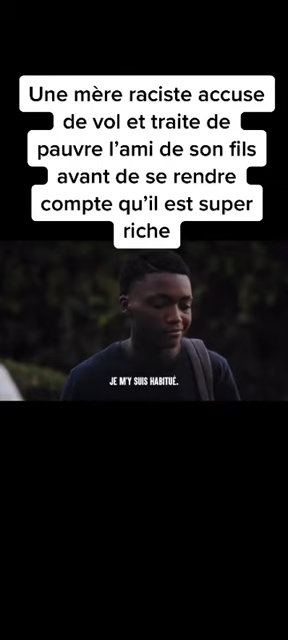 Une mère raciste accuse
de vol et traite de
pauvre l'ami de son fils
avant de se rendre
compte qu'il est super
riche
JE M'Y SUIS HABITUÉ.